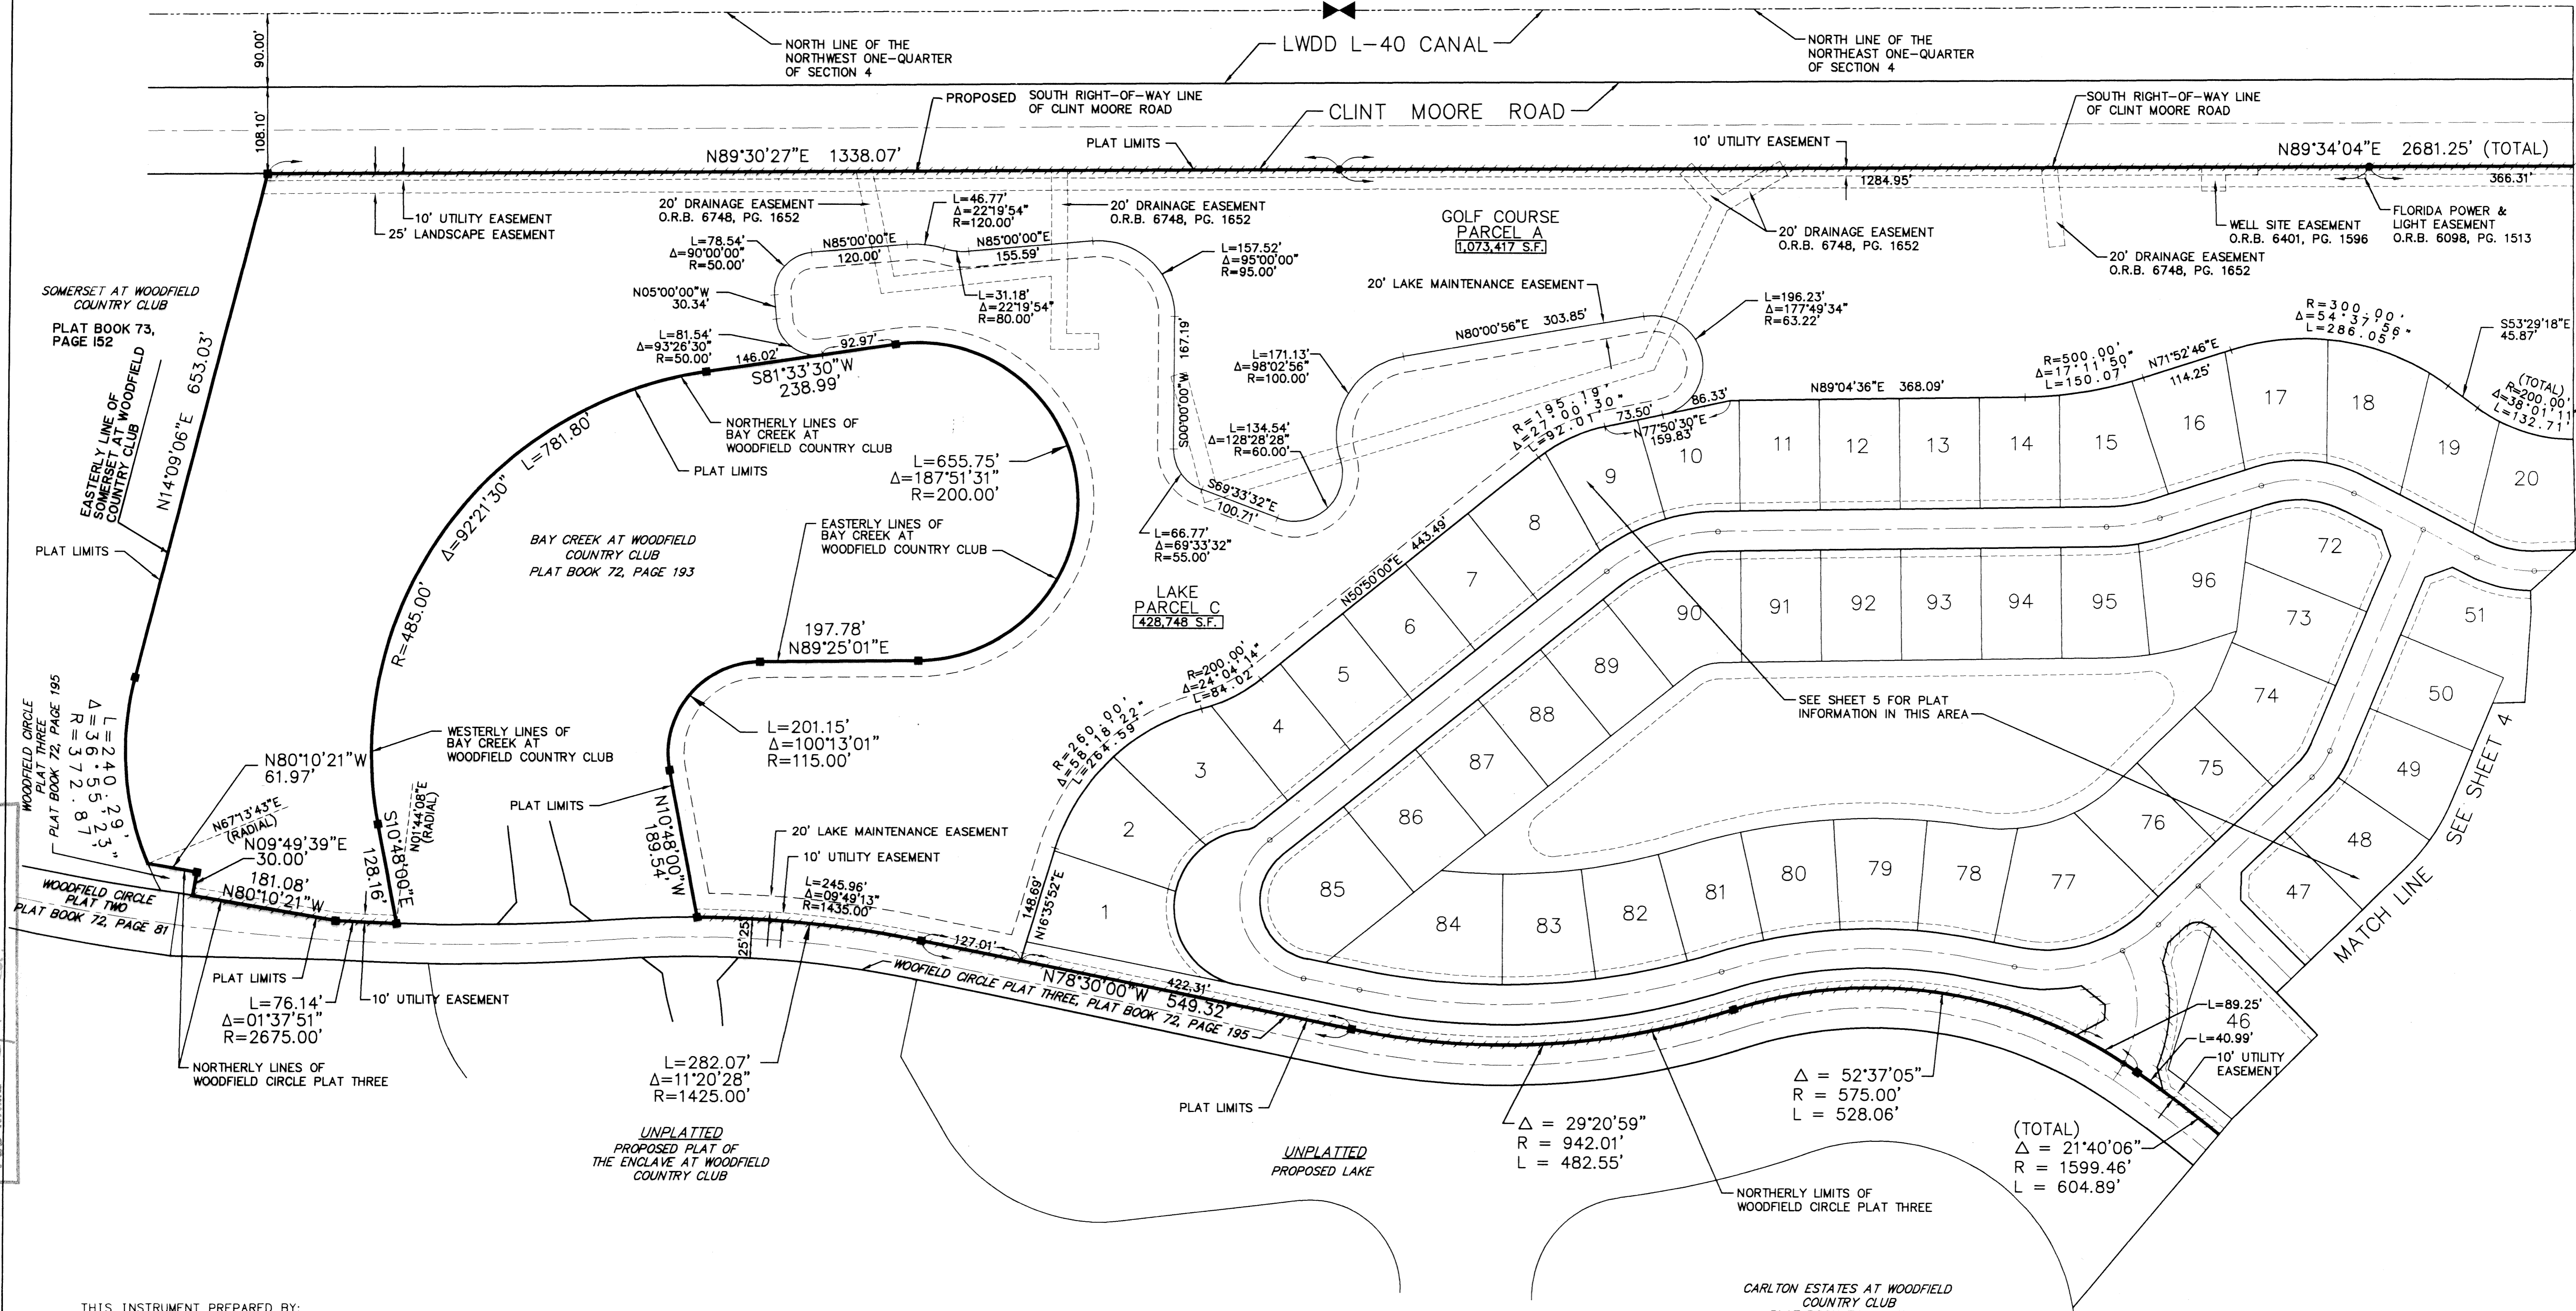 90.00'
NORTH LINE OF THE
NORTHWEST ONE-QUARTER
OF SECTION 4
LWDD L-40 CANAL
NORTH LINE OF THE
NORTHEAST ONE-QUARTER
OF SECTION 4
108.10'
PROPOSED SOUTH RIGHT-OF-WAY LINE
OF CLINT MOORE ROAD
CLINT MOORE ROAD
SOUTH RIGHT-OF-WAY LINE
OF CLINT MOORE ROAD
N89°30'27"E 1338.07'
PLAT LIMITS
10' UTILITY EASEMENT
N89°34'04"E 2681.25' (TOTAL)
1284.95'
366.31'
10' UTILITY EASEMENT
25' LANDSCAPE EASEMENT
20' DRAINAGE EASEMENT
O.R.B. 6748, PG. 1652
L=46.77'
Δ=22°19'54"
R=120.00'
20' DRAINAGE EASEMENT
O.R.B. 6748, PG. 1652
GOLF COURSE
PARCEL A
1,073,417 S.F.
20' DRAINAGE EASEMENT
O.R.B. 6748, PG. 1652
WELL SITE EASEMENT
O.R.B. 6401, PG. 1596
FLORIDA POWER &
LIGHT EASEMENT
O.R.B. 6098, PG. 1513
20' DRAINAGE EASEMENT
O.R.B. 6748, PG. 1652
L=78.54'
Δ=90°00'00"
R=50.00'
N85°00'00"E
120.00'
N85°00'00"E
155.59'
L=157.52'
Δ=95°00'00"
R=95.00'
N05°00'00"W
30.34'
L=31.18'
Δ=22°19'54"
R=80.00'
20' LAKE MAINTENANCE EASEMENT
L=196.23'
Δ=177°49'34"
R=63.22'
SOMERSET AT WOODFIELD
COUNTRY CLUB
PLAT BOOK 73,
PAGE 152
EASTERLY LINE OF
SOMERSET AT WOODFIELD
COUNTRY CLUB
N14°09'06"E 653.03'
PLAT LIMITS
L=81.54'
Δ=93°26'30"
R=50.00'
146.02'
92.97'
S81°33'30"W
238.99'
S00°00'00"W 167.19'
N80°00'56"E 303.85'
L=171.13'
Δ=98°02'56"
R=100.00'
R=300.00'
Δ=54°37'56"
L=286.05'
S53°29'18"E
45.87'
R=500.00'
Δ=17°11'50"
L=150.07'
N71°52'46"E
114.25'
(TOTAL)
R=200.00'
Δ=38°01'11"
L=132.71'
N89°04'36"E 368.09'
R=195.19'
Δ=27°00'30"
L=92.01'
73.50'
86.33'
N77°50'30"E
159.83'
NORTHERLY LINES OF
BAY CREEK AT
WOODFIELD COUNTRY CLUB
PLAT LIMITS
L=134.54'
Δ=128°28'28"
R=60.00'
L=781.80'
Δ=92°21'30"
R=485.00'
L=655.75'
Δ=187°51'31"
R=200.00'
S69°33'32"E
100.71'
L=66.77'
Δ=69°33'32"
R=55.00'
N50°50'00"E 443.49'
EASTERLY LINES OF
BAY CREEK AT
WOODFIELD COUNTRY CLUB
BAY CREEK AT WOODFIELD
COUNTRY CLUB
PLAT BOOK 72, PAGE 193
LAKE
PARCEL C
428,748 S.F.
197.78'
N89°25'01"E
R=200.00'
Δ=24°04'14"
L=84.02'
R=260.00'
Δ=58°18'22"
L=264.59'
1
2
3
4
5
6
7
8
9
10
11
12
13
14
15
16
17
18
19
20
72
73
74
75
76
77
78
79
80
81
82
83
84
85
86
87
88
89
90
91
92
93
94
95
96
51
50
49
48
47
46
SEE SHEET 5 FOR PLAT
INFORMATION IN THIS AREA
MATCH LINE SEE SHEET 4
WOODFIELD CIRCLE
PLAT THREE
PLAT BOOK 72, PAGE 195
L=240.29'
Δ=36°55'23"
R=372.87'
N80°10'21"W
61.97'
N67°13'43"E
(RADIAL)
N09°49'39"E
30.00'
181.08'
N80°10'21"W
WOODFIELD CIRCLE
PLAT TWO
PLAT BOOK 72, PAGE 81
WESTERLY LINES OF
BAY CREEK AT
WOODFIELD COUNTRY CLUB
N01°44'08"E
(RADIAL)
S10°48'00"E
128.16'
PLAT LIMITS
L=201.15'
Δ=100°13'01"
R=115.00'
N10°48'00"W
189.54'
20' LAKE MAINTENANCE EASEMENT
10' UTILITY EASEMENT
L=245.96'
Δ=09°49'13"
R=1435.00'
25'
25'
127.01'
148.69'
N16°35'52"E
N78°30'00"W 549.32'
422.31'
WOOFIELD CIRCLE PLAT THREE, PLAT BOOK 72, PAGE 195
PLAT LIMITS
L=76.14'
Δ=01°37'51"
R=2675.00'
10' UTILITY EASEMENT
NORTHERLY LINES OF
WOODFIELD CIRCLE PLAT THREE
L=282.07'
Δ=11°20'28"
R=1425.00'
UNPLATTED
PROPOSED PLAT OF
THE ENCLAVE AT WOODFIELD
COUNTRY CLUB
PLAT LIMITS
UNPLATTED
PROPOSED LAKE
Δ = 29°20'59"
R = 942.01'
L = 482.55'
Δ = 52°37'05"
R = 575.00'
L = 528.06'
L=89.25'
L=40.99'
10' UTILITY
EASEMENT
(TOTAL)
Δ = 21°40'06"
R = 1599.46'
L = 604.89'
NORTHERLY LIMITS OF
WOODFIELD CIRCLE PLAT THREE
CARLTON ESTATES AT WOODFIELD
COUNTRY CLUB
THIS INSTRUMENT PREPARED BY: